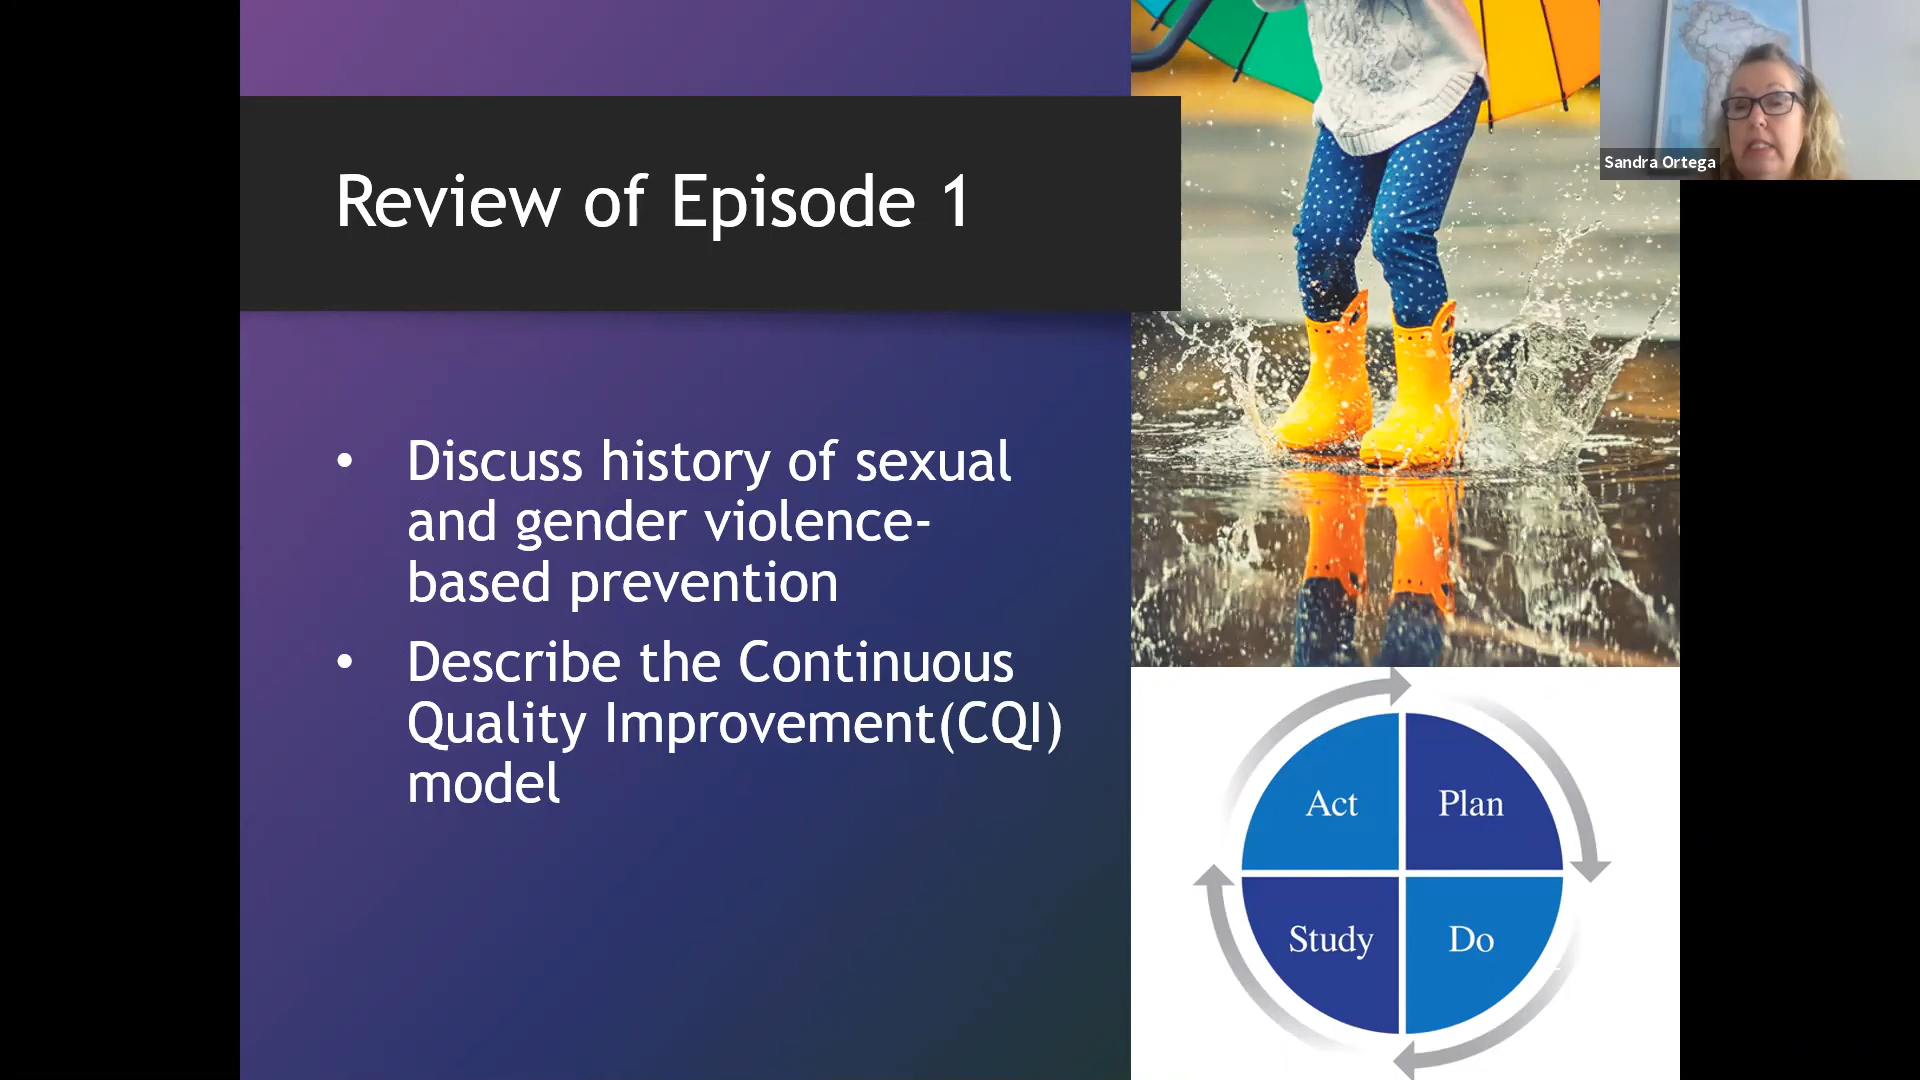 Review of Episode 1
• Discuss history of sexual
and gender violence-
based prevention
• Describe the Continuous
Quality Improvement(CQI)
model
Sandra Ortega
Act
Plan
Study
Do